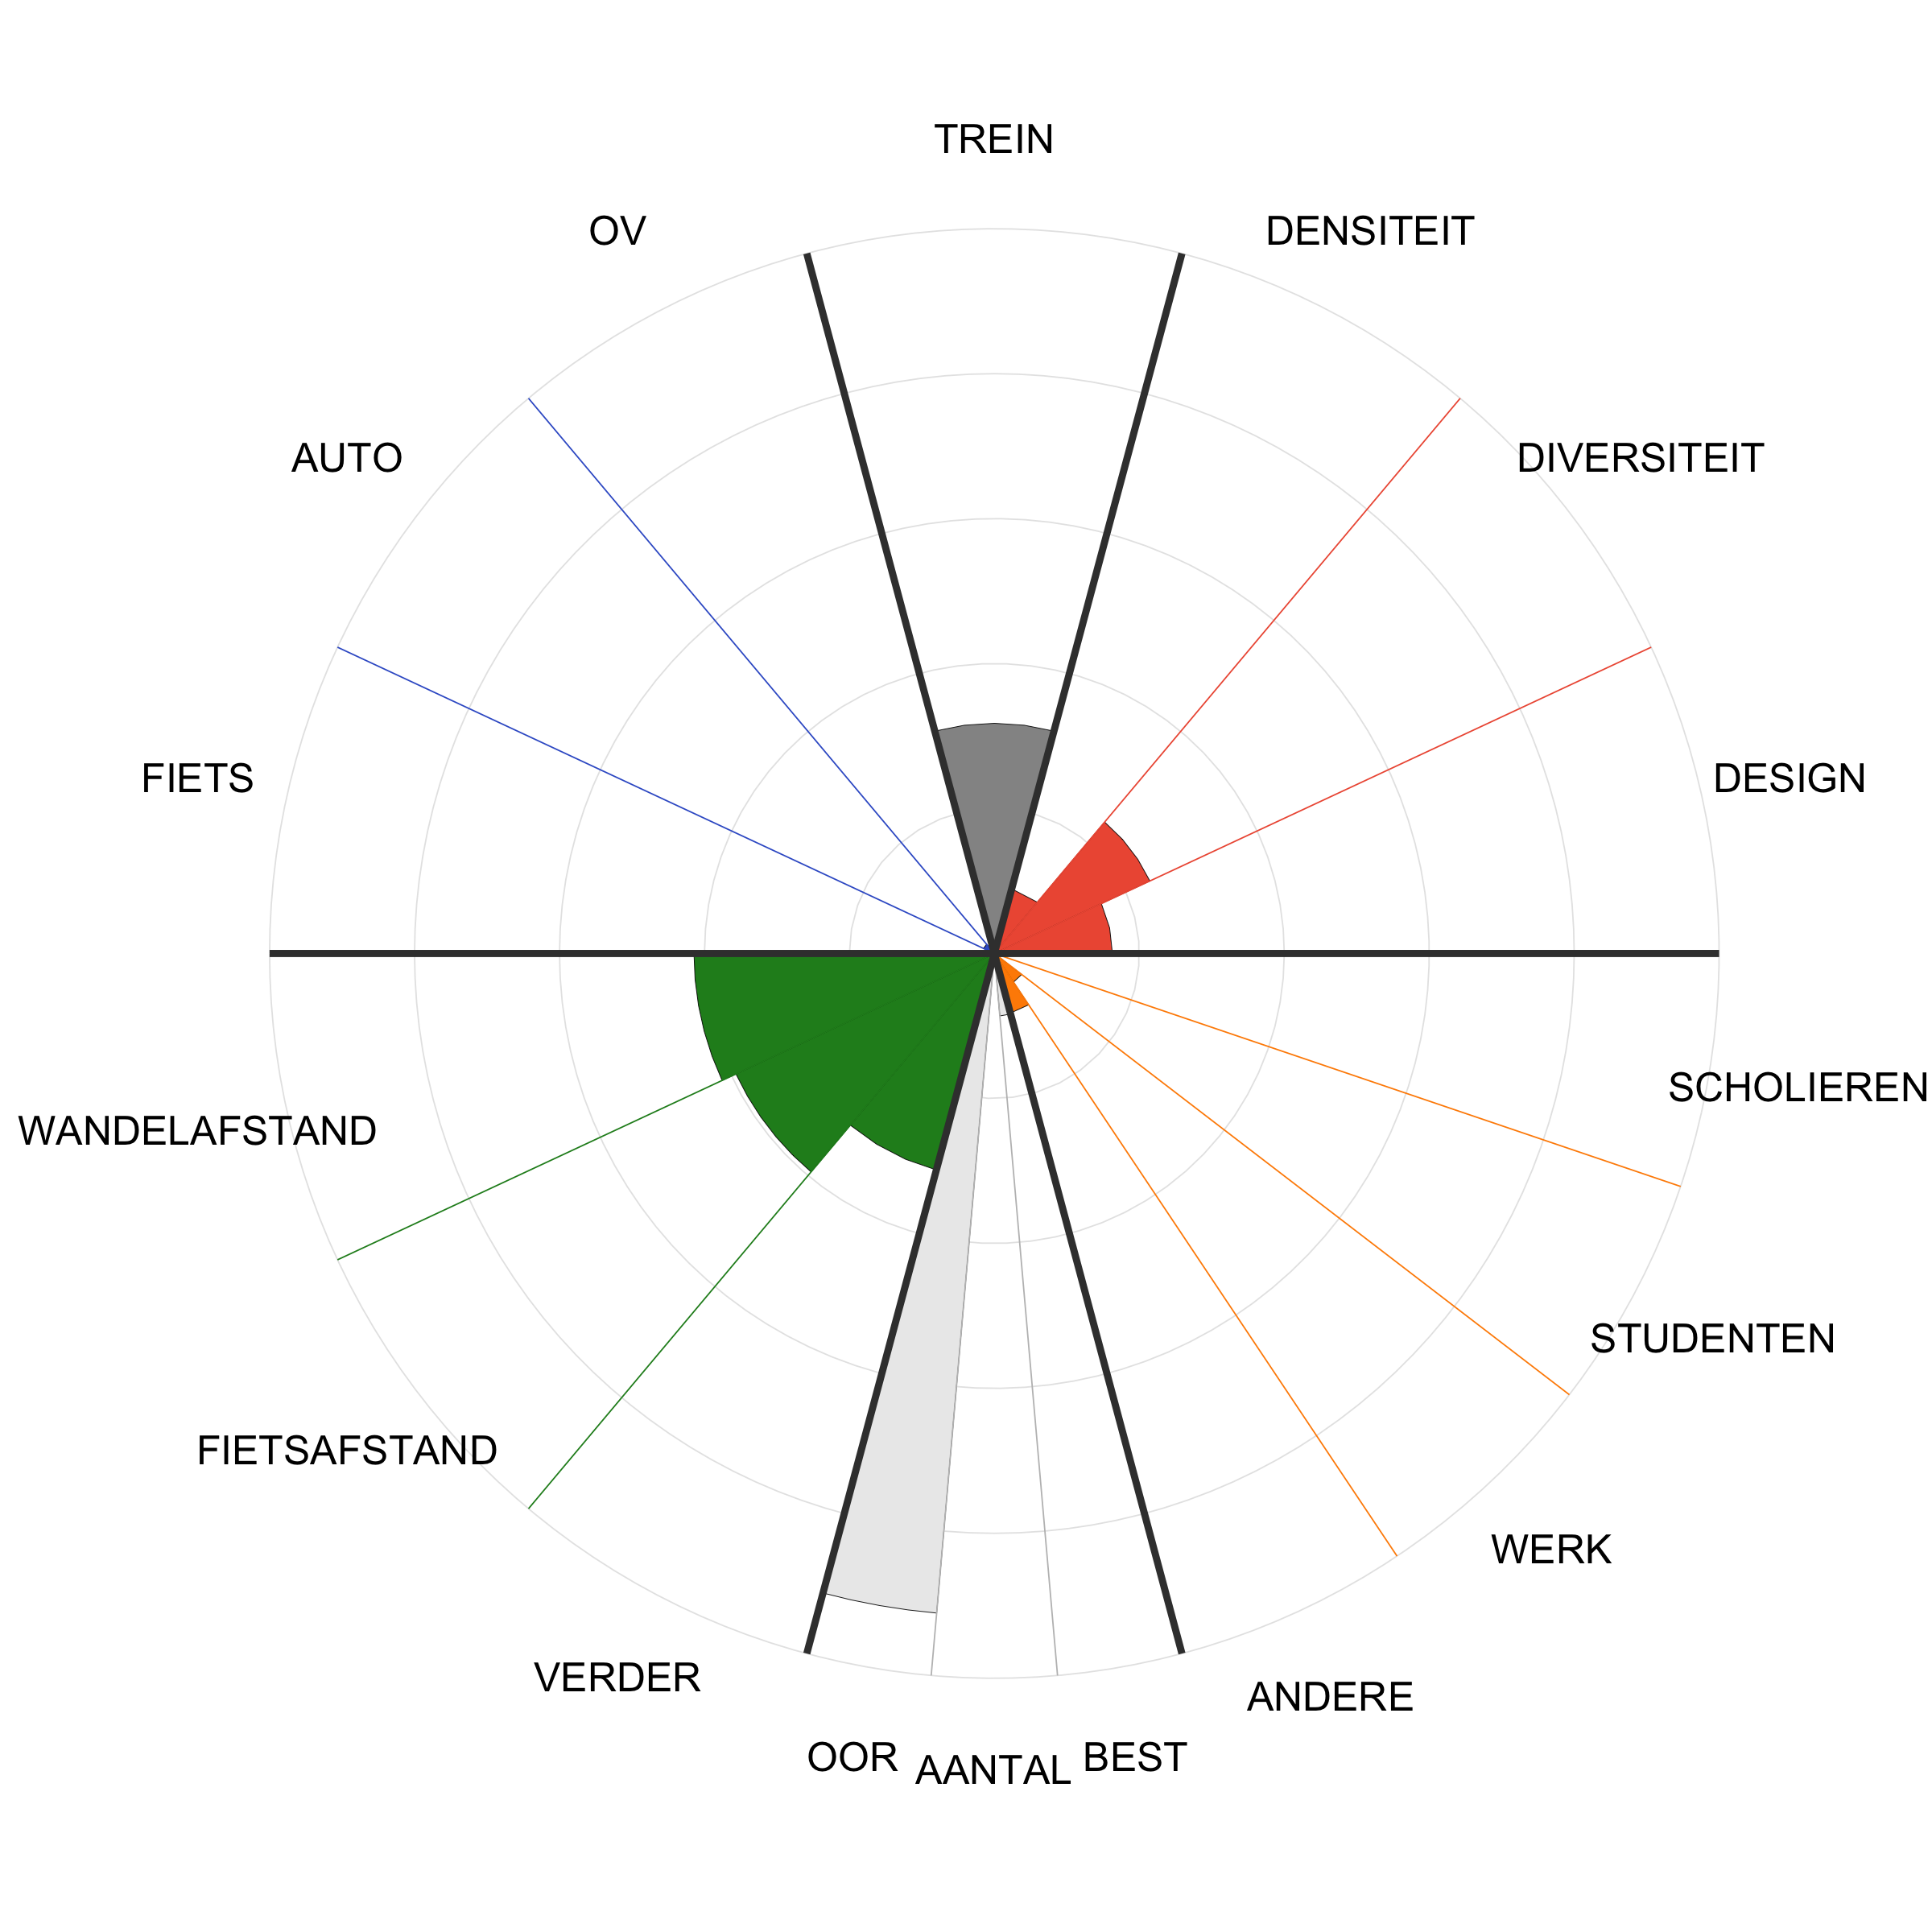 TREIN
OV
DENSITEIT
AUTO
DIVERSITEIT
FIETS
DESIGN
SCHOLIEREN
WANDELAFSTAND
STUDENTEN
FIETSAFSTAND
WERK
VERDER
ANDERE
OOR
AANTAL
BEST